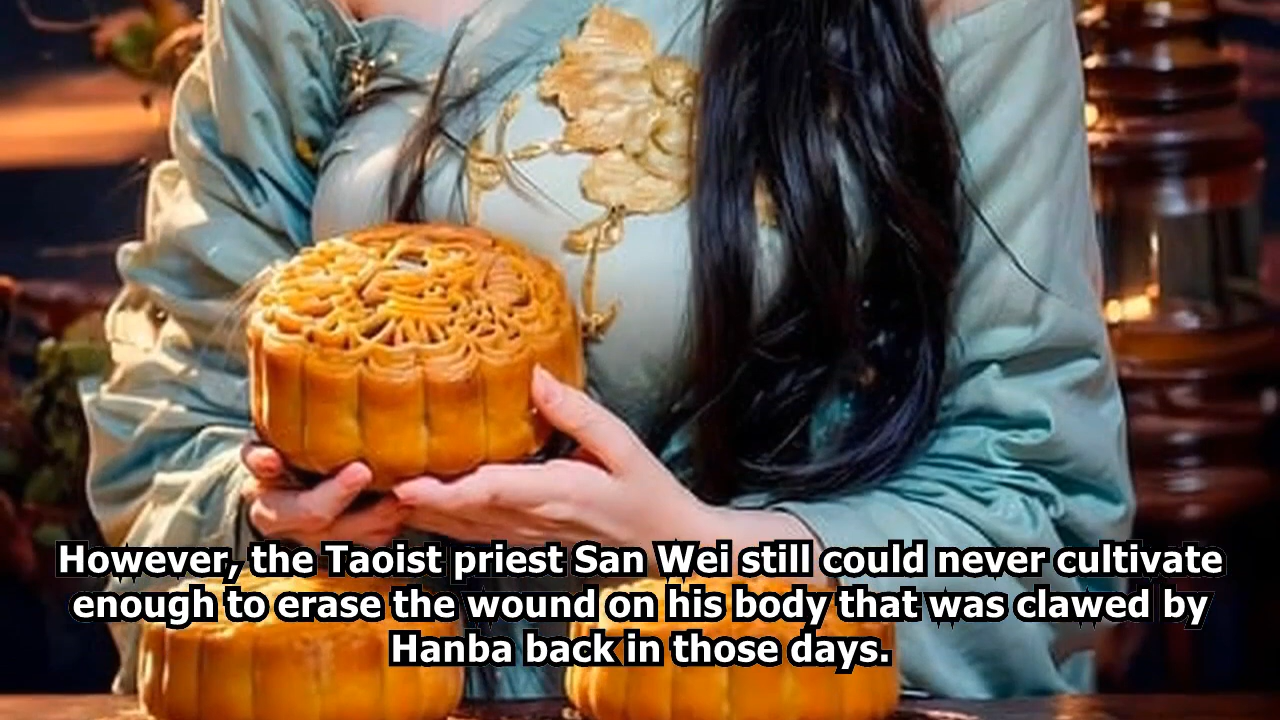 However, the Taoist priest San Wei still could never cultivate
enough to erase the wound on his body that was clawed by
Hanba back in those days.